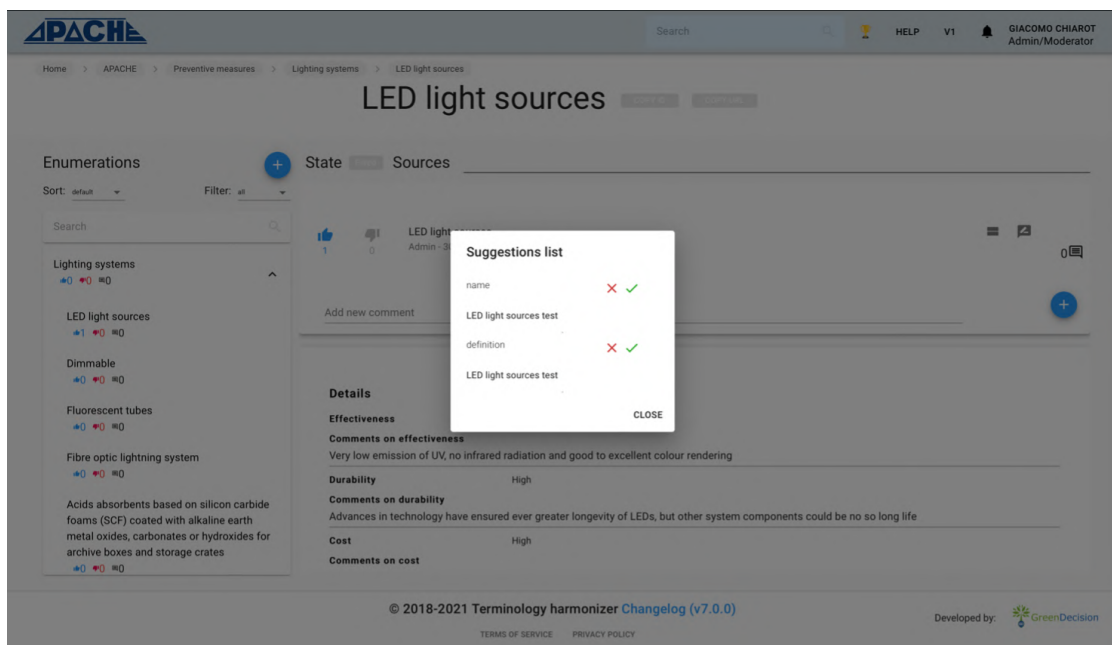 APACHE
Search
HELP
V1
GIACOMO CHIAROT
Admin/Moderator
Home > APACHE > Preventive measures > Lighting systems > LED light sources
LED light sources
Enumerations
State
Sources
Sort: default
Filter: all
Search
Lighting systems
0 0 0
LED light sources
1 0 0
Dimmable
0 0 0
Fluorescent tubes
0 0 0
Fibre optic lightning system
0 0 0
Acids absorbents based on silicon carbide
foams (SCF) coated with alkaline earth
metal oxides, carbonates or hydroxides for
archive boxes and storage crates
0 0 0
LED light sources
Admin - 3
1 0
0
Add new comment
Suggestions list
name
LED light sources test
definition
LED light sources test
CLOSE
Details
Effectiveness
Comments on effectiveness
Very low emission of UV, no infrared radiation and good to excellent colour rendering
Durability High
Comments on durability
Advances in technology have ensured ever greater longevity of LEDs, but other system components could be no so long life
Cost High
Comments on cost
© 2018-2021 Terminology harmonizer Changelog (v7.0.0)
TERMS OF SERVICE PRIVACY POLICY
Developed by: GreenDecision